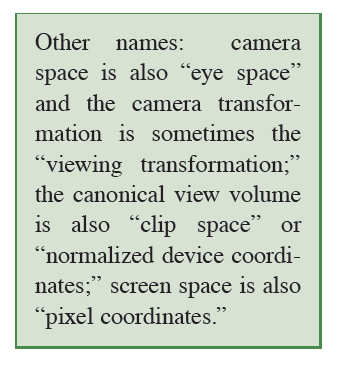 Other names: camera
space is also “eye space”
and the camera transfor-
mation is sometimes the
“viewing transformation;”
the canonical view volume
is also “clip space” or
“normalized device coordi-
nates;” screen space is also
“pixel coordinates.”